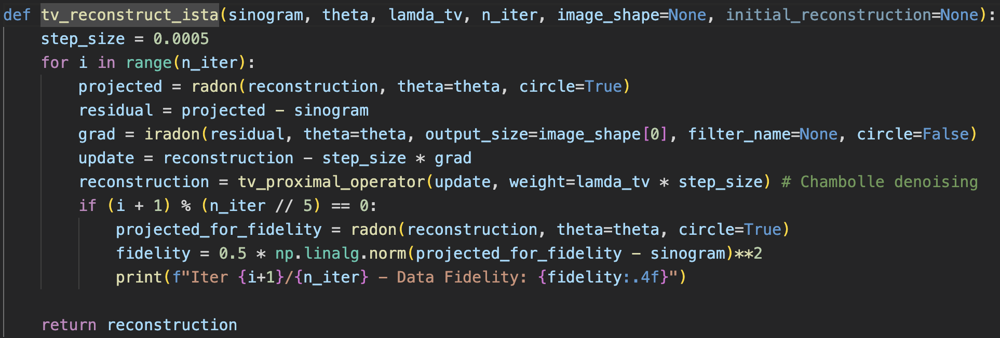 def tv_reconstruct_ista(sinogram, theta, lamda_tv, n_iter, image_shape=None, initial_reconstruction=None):
    step_size = 0.0005
    for i in range(n_iter):
        projected = radon(reconstruction, theta=theta, circle=True)
        residual = projected - sinogram
        grad = iradon(residual, theta=theta, output_size=image_shape[0], filter_name=None, circle=False)
        update = reconstruction - step_size * grad
        reconstruction = tv_proximal_operator(update, weight=lamda_tv * step_size) # Chambolle denoising
        if (i + 1) % (n_iter // 5) == 0:
            projected_for_fidelity = radon(reconstruction, theta=theta, circle=True)
            fidelity = 0.5 * np.linalg.norm(projected_for_fidelity - sinogram)**2
            print(f"Iter {i+1}/{n_iter} - Data Fidelity: {fidelity:.4f}")
    return reconstruction